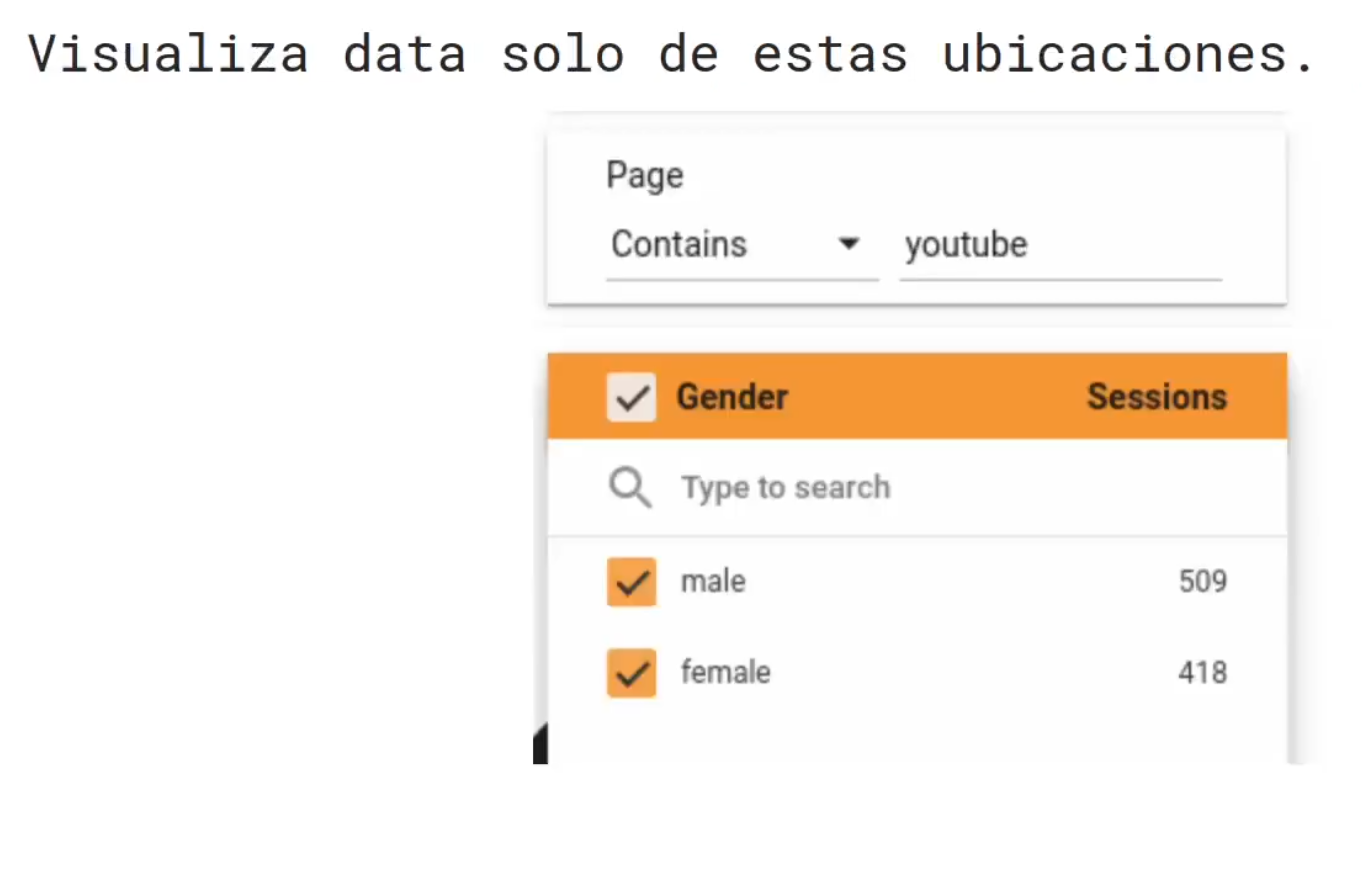 Visualiza data solo de estas ubicaciones.
Page
Contains youtube
Gender Sessions
Type to search
male 509
female 418